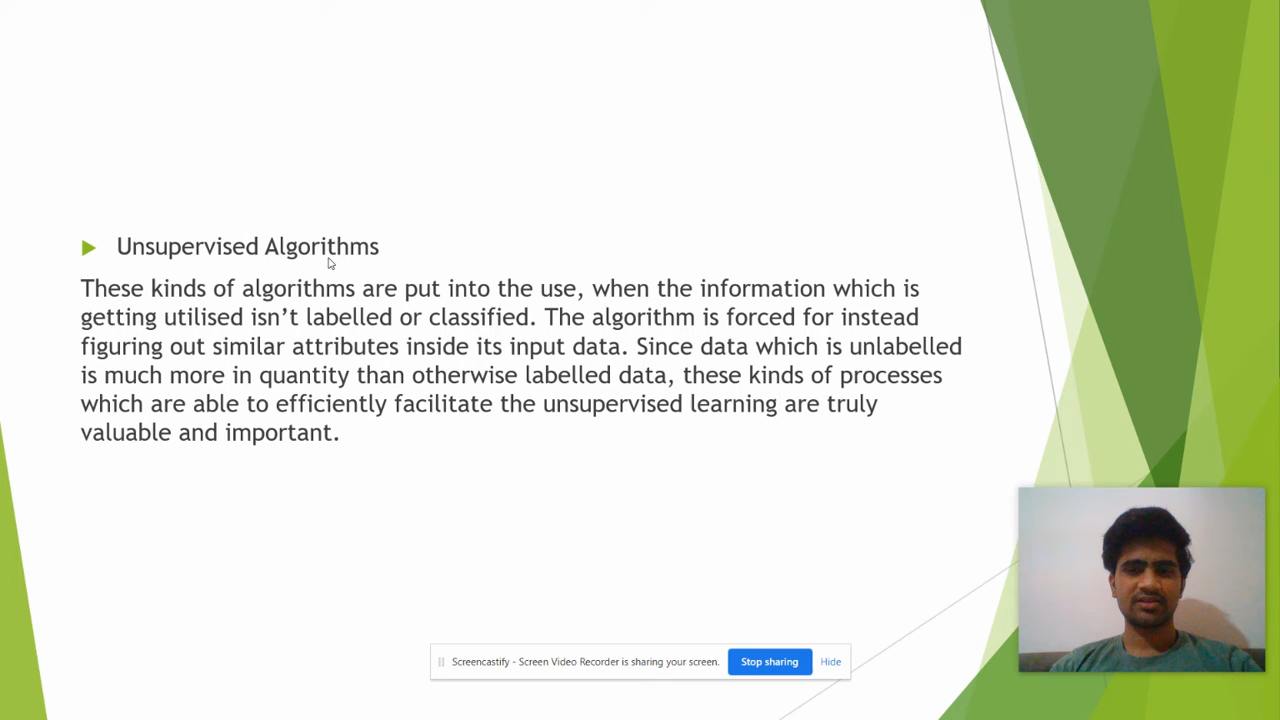 Unsupervised Algorithms
These kinds of algorithms are put into the use, when the information which is
getting utilised isn’t labelled or classified. The algorithm is forced for instead
figuring out similar attributes inside its input data. Since data which is unlabelled
is much more in quantity than otherwise labelled data, these kinds of processes
which are able to efficiently facilitate the unsupervised learning are truly
valuable and important.
Screencastify - Screen Video Recorder is sharing your screen. Stop sharing Hide